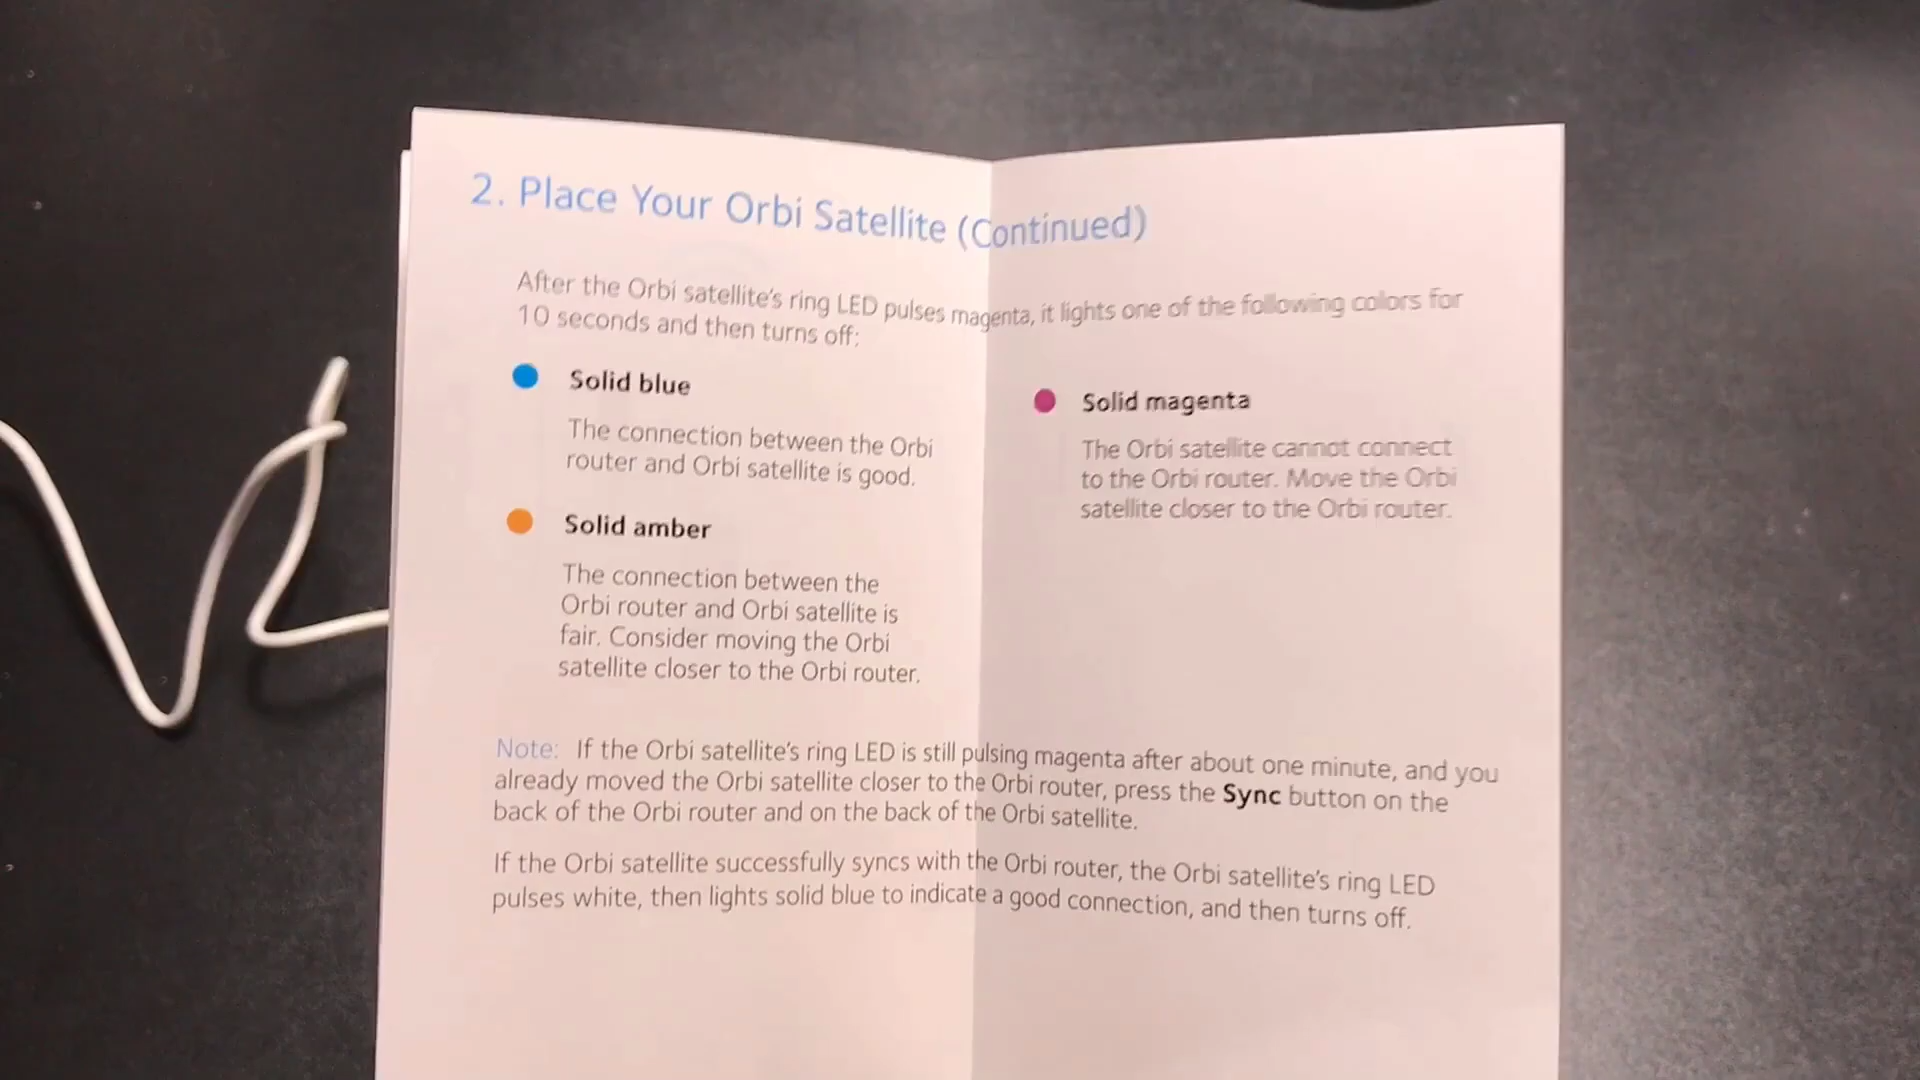 2. Place Your Orbi Satellite (Continued)
After the Orbi satellite's ring LED pulses magenta, it lights one of the following colors for
10 seconds and then turns off:
Solid blue
The connection between the Orbi
router and Orbi satellite is good.
Solid amber
The connection between the
Orbi router and Orbi satellite is
fair. Consider moving the Orbi
satellite closer to the Orbi router.
Solid magenta
The Orbi satellite cannot connect
to the Orbi router. Move the Orbi
satellite closer to the Orbi router.
Note: If the Orbi satellite's ring LED is still pulsing magenta after about one minute, and you
already moved the Orbi satellite closer to the Orbi router, press the Sync button on the
back of the Orbi router and on the back of the Orbi satellite.
If the Orbi satellite successfully syncs with the Orbi router, the Orbi satellite's ring LED
pulses white, then lights solid blue to indicate a good connection, and then turns off.